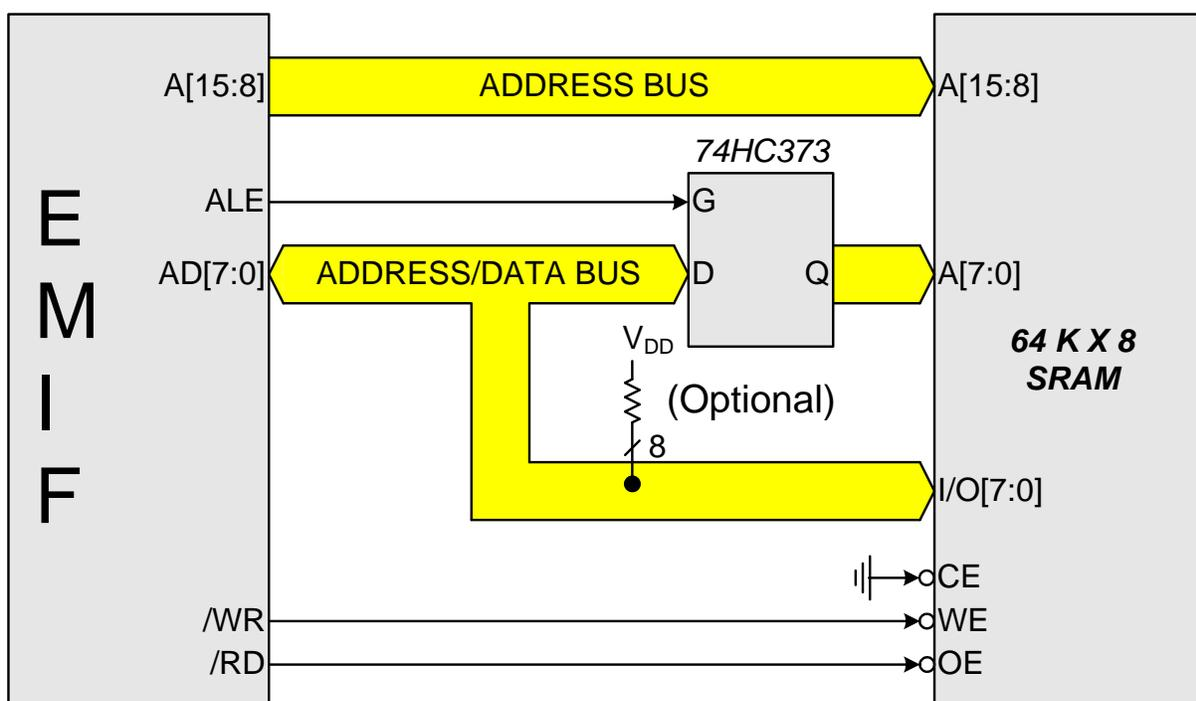 A[15:8]
ADDRESS BUS
A[15:8]
74HC373
ALE
G
AD[7:0]
ADDRESS/DATA BUS
D
Q
A[7:0]
E
M
I
F
V_DD
64 K X 8
SRAM
(Optional)
8
I/O[7:0]
CE
/WR
WE
/RD
OE